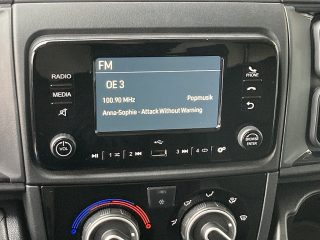 FM
RADIO
OE 3
PHONE
MEDIA
100.90 MHz Popmusik
Anna-Sophie - Attack Without Warning
VOL
BROWSE
ENTER
1 2 3 4